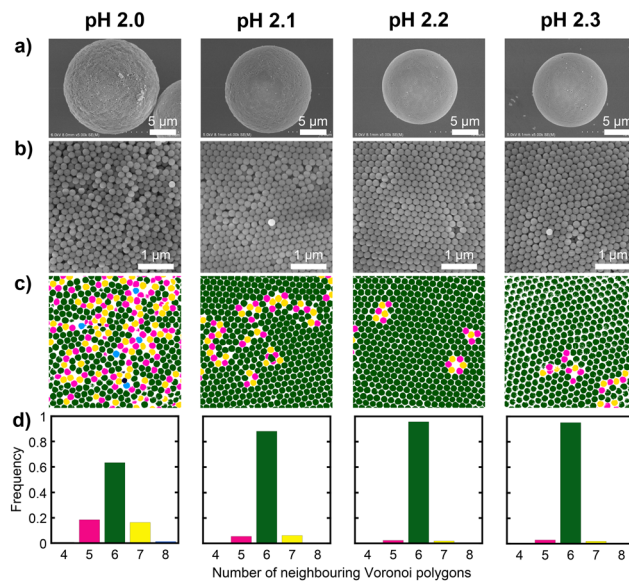 pH 2.0 pH 2.1 pH 2.2 pH 2.3
a)
5 μm 5 μm 5 μm 5 μm
b)
1 μm 1 μm 1 μm 1 μm
c)
d)
1
0.8
0.6
0.4
0.2
0
Frequency
4 5 6 7 8 4 5 6 7 8 4 5 6 7 8 4 5 6 7 8
Number of neighbouring Voronoi polygons